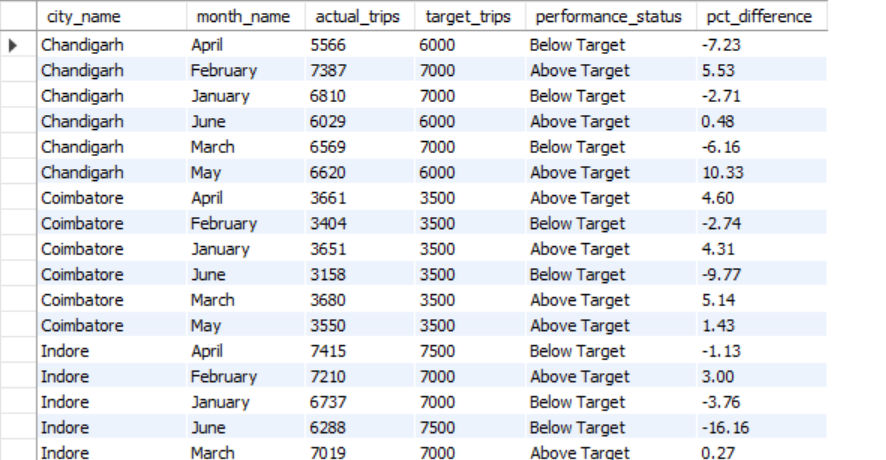 city_name month_name actual_trips target_trips performance_status pct_difference
Chandigarh April 5566 6000 Below Target -7.23
Chandigarh February 7387 7000 Above Target 5.53
Chandigarh January 6810 7000 Below Target -2.71
Chandigarh June 6029 6000 Above Target 0.48
Chandigarh March 6569 7000 Below Target -6.16
Chandigarh May 6620 6000 Above Target 10.33
Coimbatore April 3661 3500 Above Target 4.60
Coimbatore February 3404 3500 Below Target -2.74
Coimbatore January 3651 3500 Above Target 4.31
Coimbatore June 3158 3500 Below Target -9.77
Coimbatore March 3680 3500 Above Target 5.14
Coimbatore May 3550 3500 Above Target 1.43
Indore April 7415 7500 Below Target -1.13
Indore February 7210 7000 Above Target 3.00
Indore January 6737 7000 Below Target -3.76
Indore June 6288 7500 Below Target -16.16
Indore March 7019 7000 Above Target 0.27